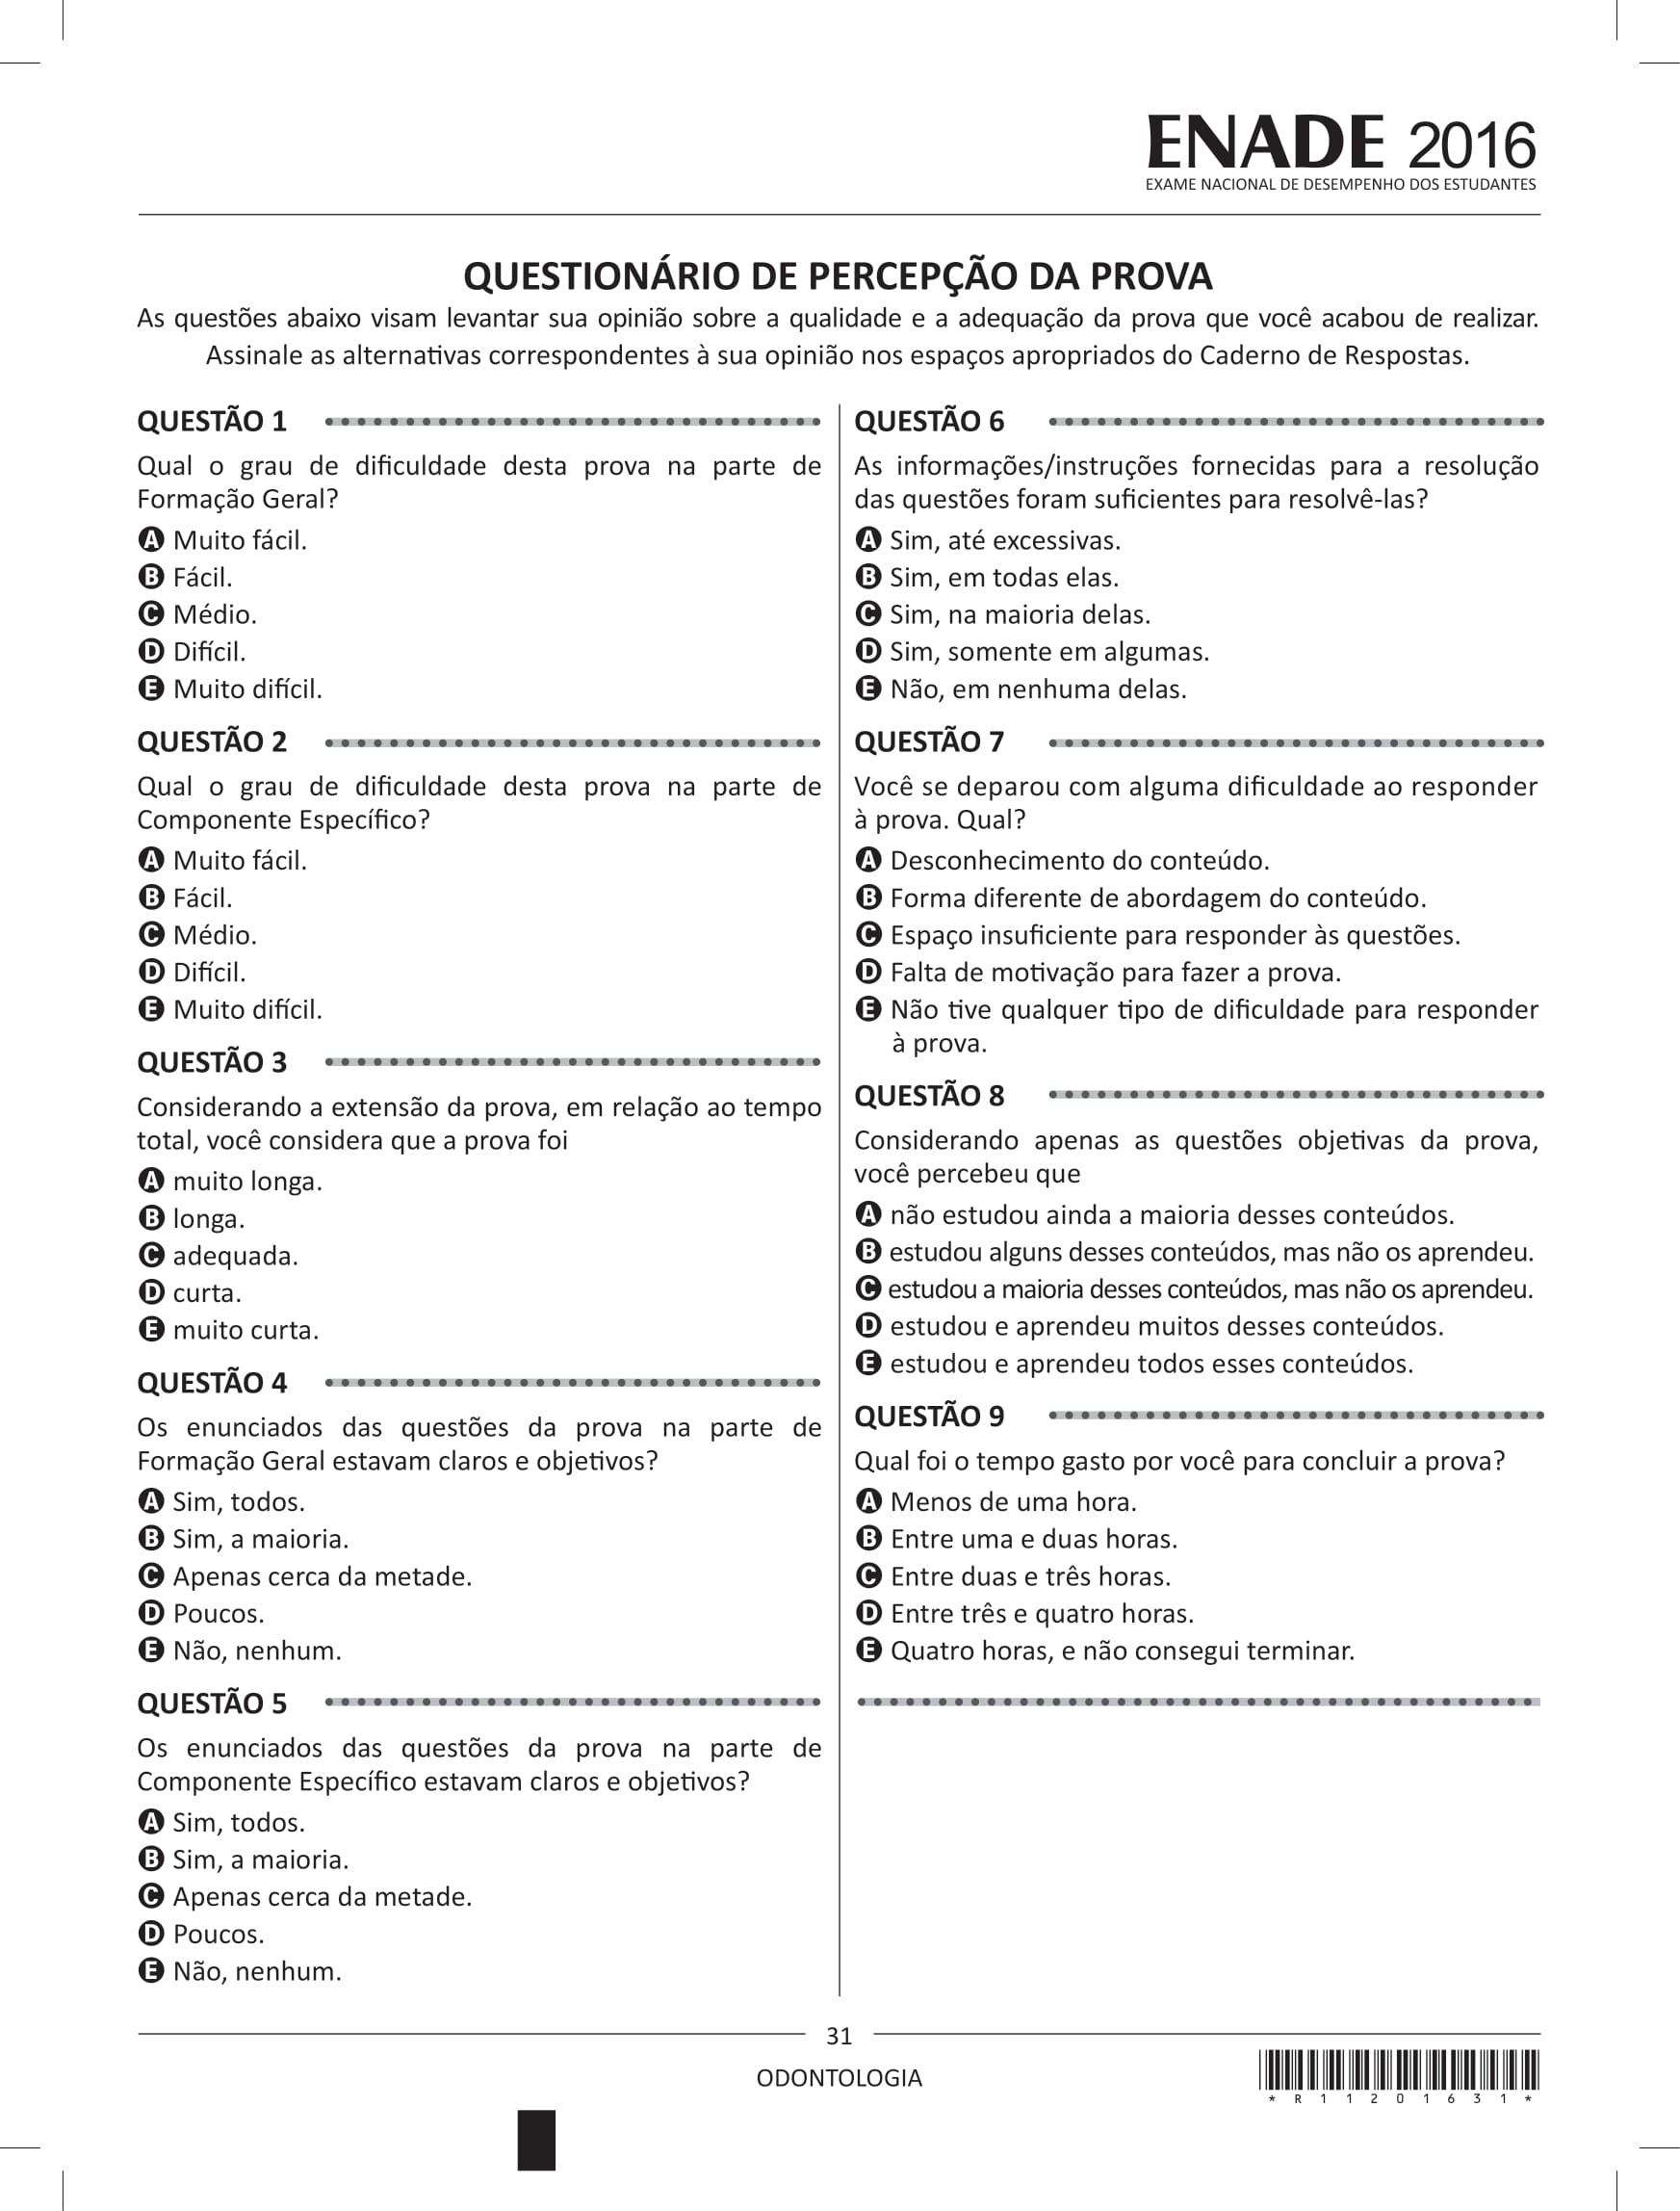 ENADE 2016
EXAME NACIONAL DE DESEMPENHO DOS ESTUDANTES
QUESTIONÁRIO DE PERCEPÇÃO DA PROVA
As questões abaixo visam levantar sua opinião sobre a qualidade e a adequação da prova que você acabou de realizar.
Assinale as alternativas correspondentes à sua opinião nos espaços apropriados do Caderno de Respostas.
QUESTÃO 1
Qual o grau de dificuldade desta prova na parte de
Formação Geral?
A Muito fácil.
B Fácil.
C Médio.
D Difícil.
E Muito difícil.
QUESTÃO 2
Qual o grau de dificuldade desta prova na parte de
Componente Específico?
A Muito fácil.
B Fácil.
C Médio.
D Difícil.
E Muito difícil.
QUESTÃO 3
Considerando a extensão da prova, em relação ao tempo
total, você considera que a prova foi
A muito longa.
B longa.
C adequada.
D curta.
E muito curta.
QUESTÃO 4
Os enunciados das questões da prova na parte de
Formação Geral estavam claros e objetivos?
A Sim, todos.
B Sim, a maioria.
C Apenas cerca da metade.
D Poucos.
E Não, nenhum.
QUESTÃO 5
Os enunciados das questões da prova na parte de
Componente Específico estavam claros e objetivos?
A Sim, todos.
B Sim, a maioria.
C Apenas cerca da metade.
D Poucos.
E Não, nenhum.
QUESTÃO 6
As informações/instruções fornecidas para a resolução
das questões foram suficientes para resolvê-las?
A Sim, até excessivas.
B Sim, em todas elas.
C Sim, na maioria delas.
D Sim, somente em algumas.
E Não, em nenhuma delas.
QUESTÃO 7
Você se deparou com alguma dificuldade ao responder
à prova. Qual?
A Desconhecimento do conteúdo.
B Forma diferente de abordagem do conteúdo.
C Espaço insuficiente para responder às questões.
D Falta de motivação para fazer a prova.
E Não tive qualquer tipo de dificuldade para responder
à prova.
QUESTÃO 8
Considerando apenas as questões objetivas da prova,
você percebeu que
A não estudou ainda a maioria desses conteúdos.
B estudou alguns desses conteúdos, mas não os aprendeu.
C estudou a maioria desses conteúdos, mas não os aprendeu.
D estudou e aprendeu muitos desses conteúdos.
E estudou e aprendeu todos esses conteúdos.
QUESTÃO 9
Qual foi o tempo gasto por você para concluir a prova?
A Menos de uma hora.
B Entre uma e duas horas.
C Entre duas e três horas.
D Entre três e quatro horas.
E Quatro horas, e não consegui terminar.
31
ODONTOLOGIA
* R 1 1 2 0 1 6 3 1 *